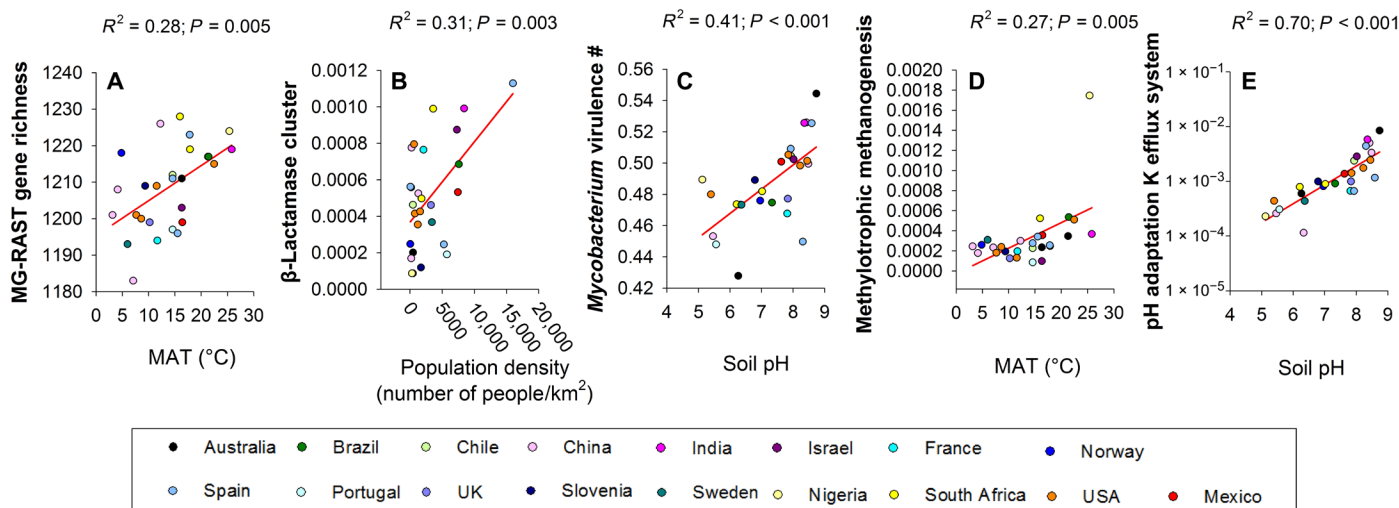 R² = 0.28; P = 0.005
R² = 0.31; P = 0.003
R² = 0.41; P < 0.001
R² = 0.27; P = 0.005
R² = 0.70; P < 0.001
A
MG-RAST gene richness
1240
1230
1220
1210
1200
1190
1180
0 5 10 15 20 25 30
MAT (°C)
B
β-Lactamase cluster
0.0012
0.0010
0.0008
0.0006
0.0004
0.0002
0.0000
0 5000 10,000 15,000 20,000
Population density
(number of people/km²)
C
Mycobacterium virulence #
0.56
0.54
0.52
0.50
0.48
0.46
0.44
0.42
4 5 6 7 8 9
Soil pH
D
Methylotrophic methanogenesis
0.0020
0.0018
0.0016
0.0014
0.0012
0.0010
0.0008
0.0006
0.0004
0.0002
0.0000
0 5 10 15 20 25 30
MAT (°C)
E
pH adaptation K efflux system
1 × 10⁻¹
1 × 10⁻²
1 × 10⁻³
1 × 10⁻⁴
1 × 10⁻⁵
4 5 6 7 8 9
Soil pH
Australia Brazil Chile China India Israel France Norway
Spain Portugal UK Slovenia Sweden Nigeria South Africa USA Mexico